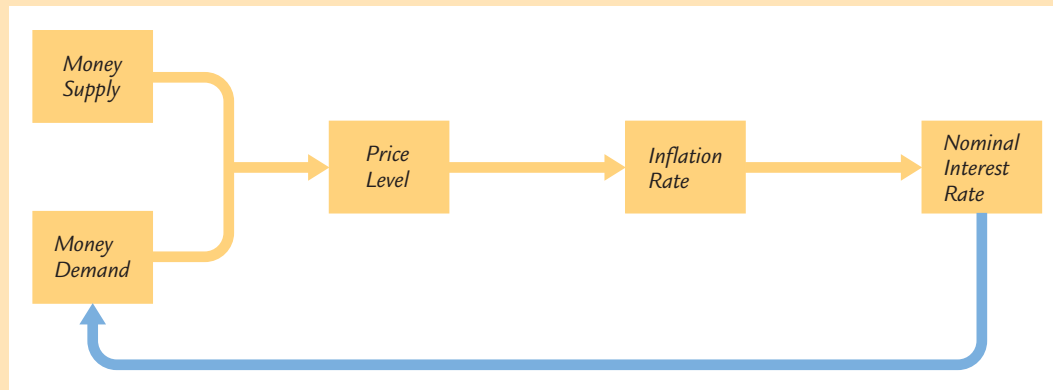 Money
Supply
Price
Level
Inflation
Rate
Nominal
Interest
Rate
Money
Demand